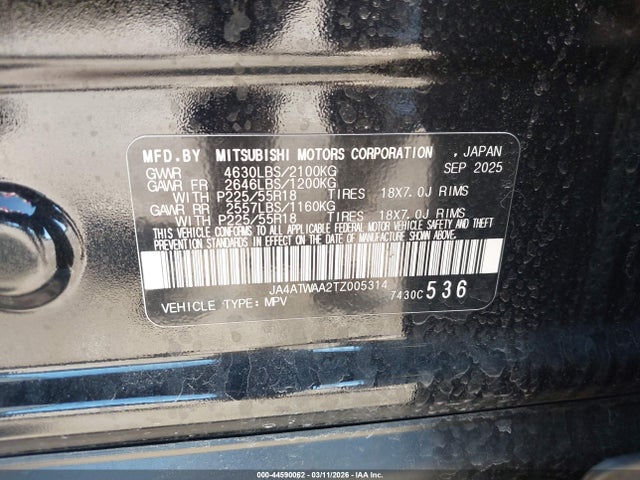 MFD.BY MITSUBISHI MOTORS CORPORATION , JAPAN
GVWR 4630LBS/2100KG SEP 2025
GAWR FR 2646LBS/1200KG
WITH P225/55R18 TIRES 18X7.0J RIMS
GAWR RR 2557LBS/1160KG
WITH P225/55R18 TIRES 18X7.0J RIMS
THIS VEHICLE CONFORMS TO ALL APPLICABLE FEDERAL MOTOR VEHICLE SAFETY AND THEFT
PREVENTION STANDARDS IN EFFECT ON THE DATE OF MANUFACTURE SHOWN ABOVE.
JA4ATWAA2TZ005314
VEHICLE TYPE: MPV 7430C 536
000-44590062 - 03/11/2026 - © IAA, LLC